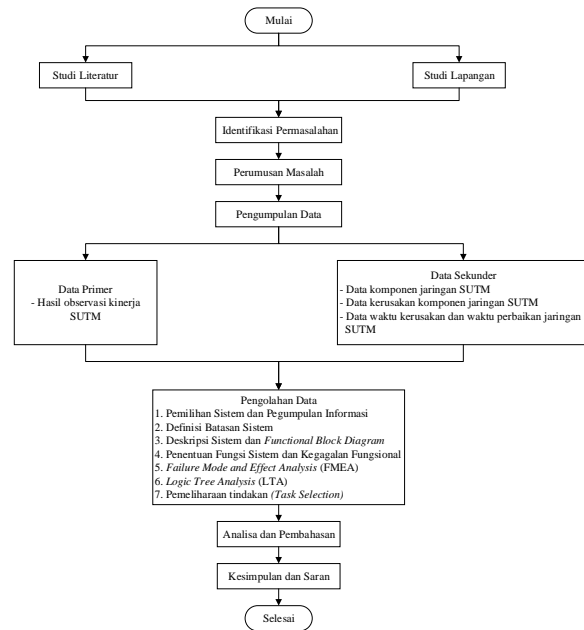 Mulai
Studi Literatur
Studi Lapangan
Identifikasi Permasalahan
Perumusan Masalah
Pengumpulan Data
Data Primer
- Hasil observasi kinerja
SUTM
Data Sekunder
- Data komponen jaringan SUTM
- Data kerusakan komponen jaringan SUTM
- Data waktu kerusakan dan waktu perbaikan jaringan
SUTM
Pengolahan Data
1. Pemilihan Sistem dan Pegumpulan Informasi
2. Definisi Batasan Sistem
3. Deskripsi Sistem dan Functional Block Diagram
4. Penentuan Fungsi Sistem dan Kegagalan Fungsional
5. Failure Mode and Effect Analysis (FMEA)
6. Logic Tree Analysis (LTA)
7. Pemeliharaan tindakan (Task Selection)
Analisa dan Pembahasan
Kesimpulan dan Saran
Selesai